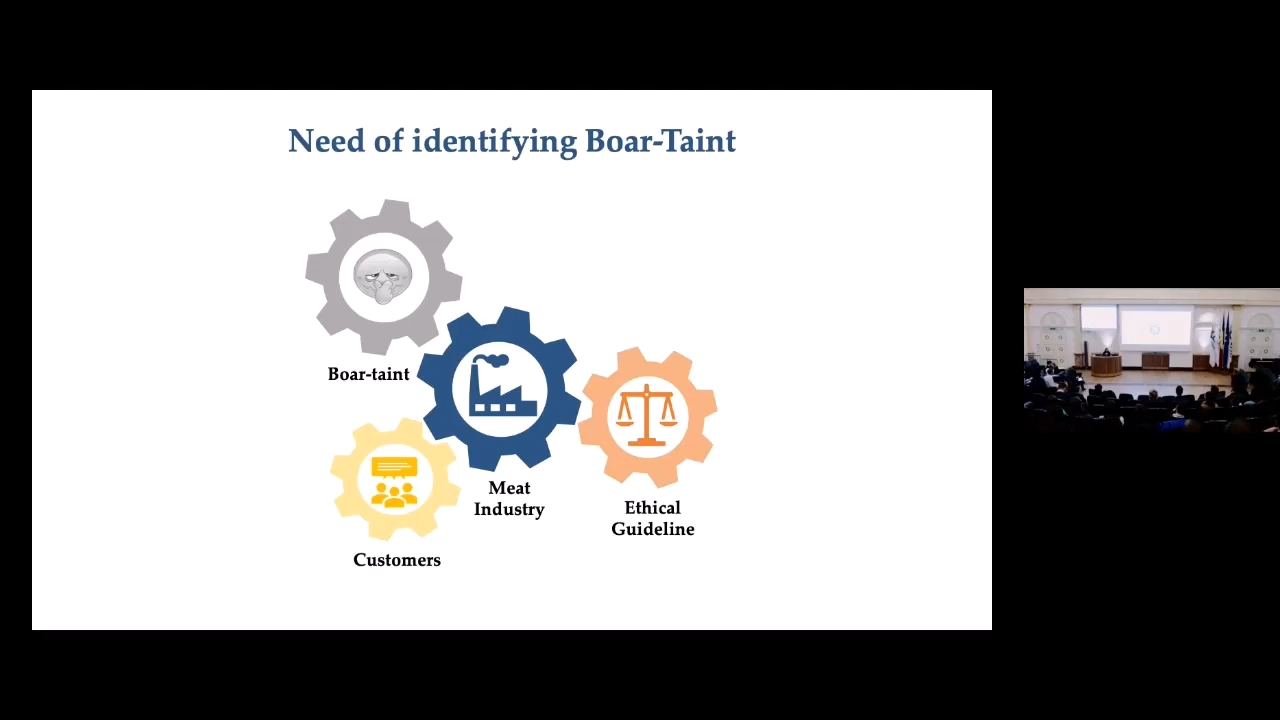 Need of identifying Boar-Taint
Boar-taint
Meat
Industry
Ethical
Guideline
Customers